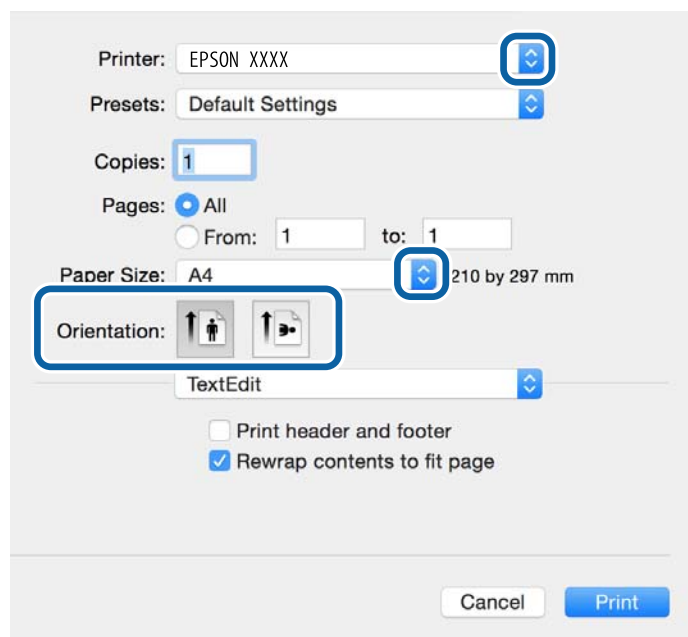 Printer: EPSON XXXX
Presets: Default Settings
Copies: 1
Pages: All
From: 1 to: 1
Paper Size: A4 210 by 297 mm
Orientation:
TextEdit
Print header and footer
Rewrap contents to fit page
Cancel Print